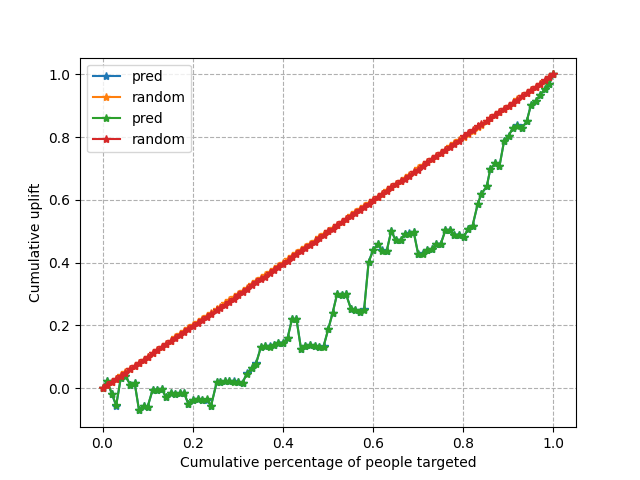 pred
random
pred
random
1.0
0.8
0.6
0.4
0.2
0.0
Cumulative uplift
0.0 0.2 0.4 0.6 0.8 1.0
Cumulative percentage of people targeted